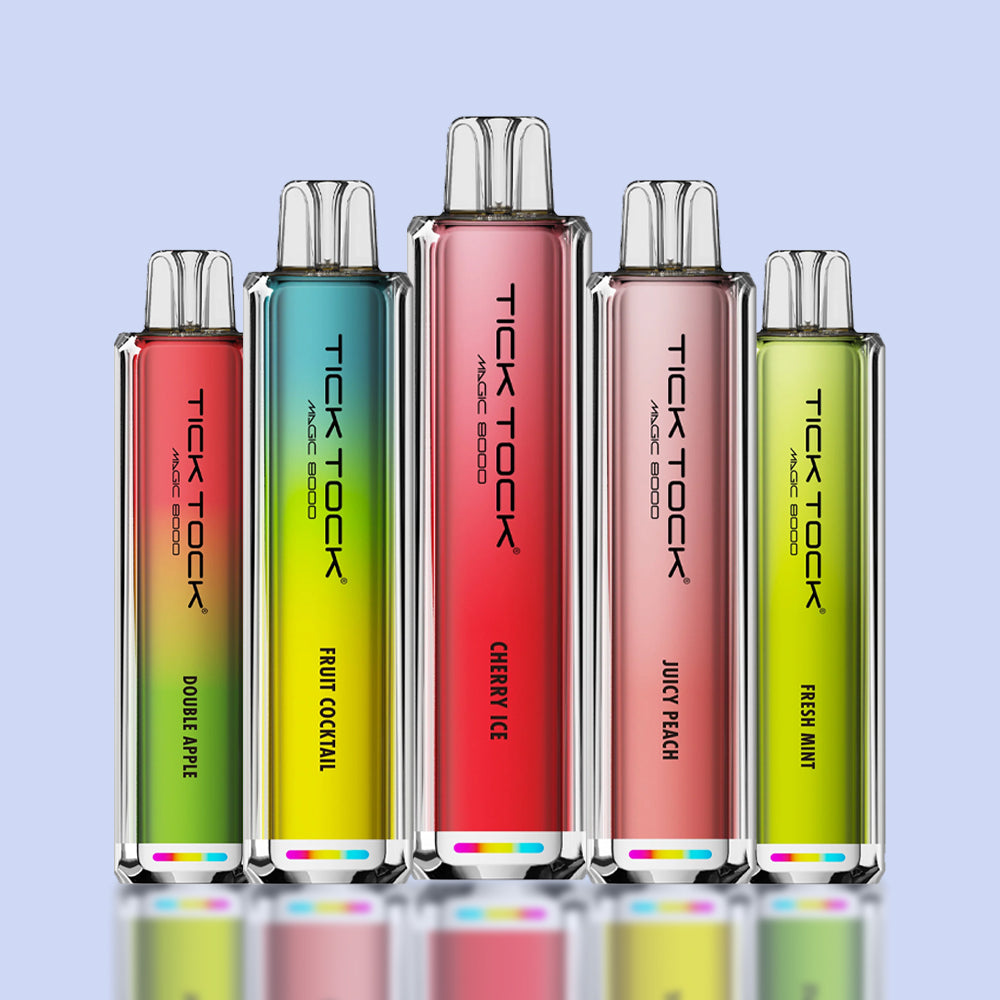 TICK TOCK®
MAGIC 8000
DOUBLE APPLE
TICK TOCK®
MAGIC 8000
FRUIT COCKTAIL
TICK TOCK®
MAGIC 8000
CHERRY ICE
TICK TOCK®
MAGIC 8000
JUICY PEACH
TICK TOCK®
MAGIC 8000
FRESH MINT